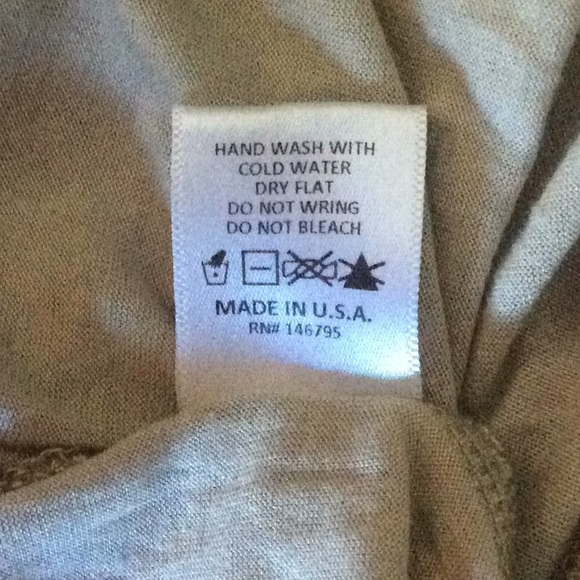 HAND WASH WITH
COLD WATER
DRY FLAT
DO NOT WRING
DO NOT BLEACH
MADE IN U.S.A.
RN# 146795